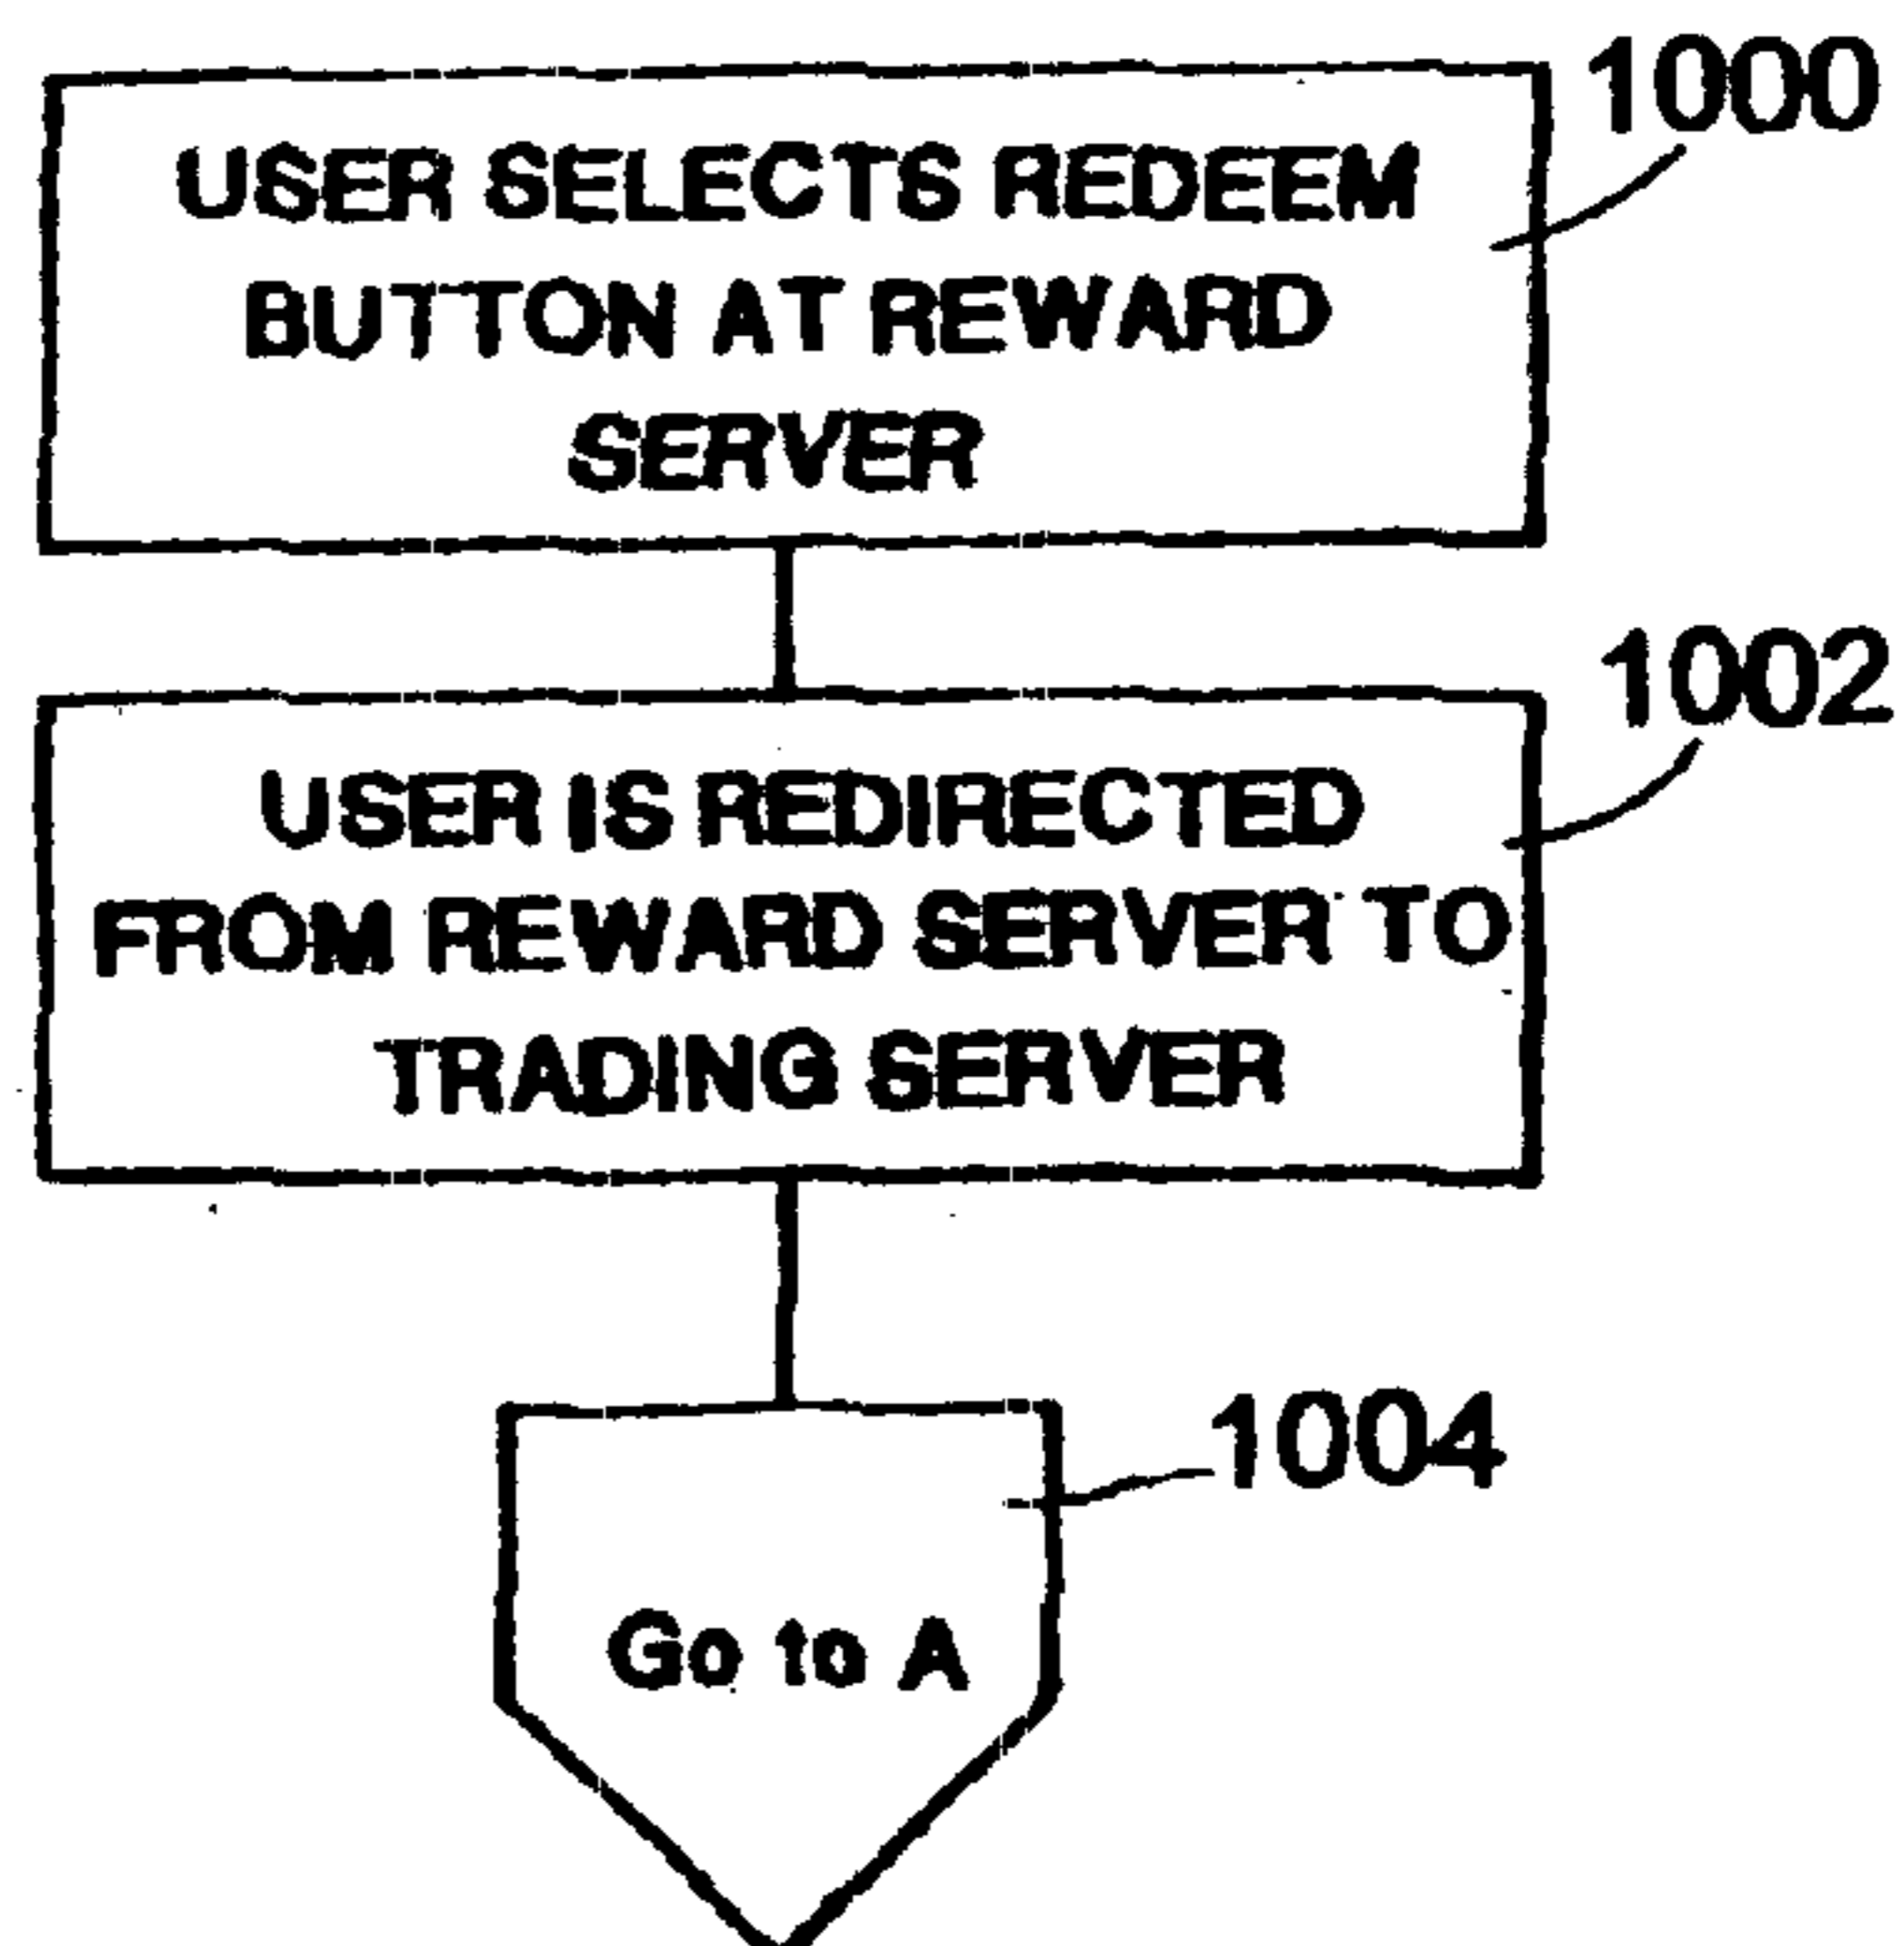 1000
USER SELECTS REDEEM
BUTTON AT REWARD
SERVER
1002
USER IS REDIRECTED
FROM REWARD SERVER TO
TRADING SERVER
1004
Go to A